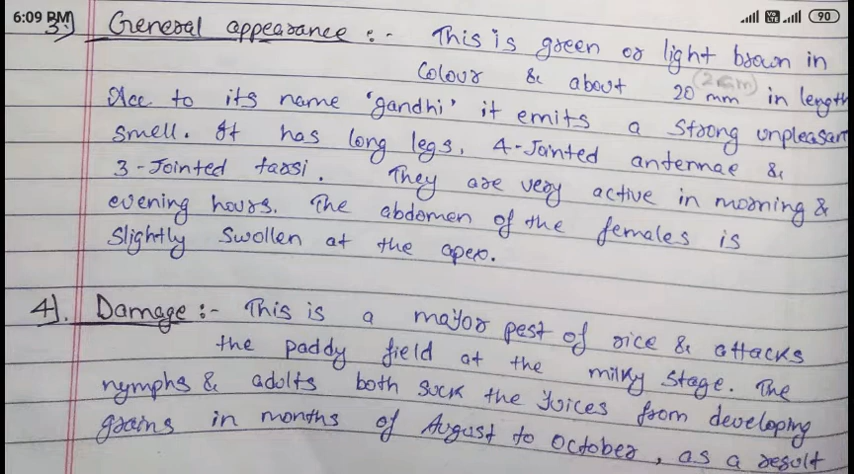 6:09 PM 90
3) General appearance :- This is green or light brown in
Colour & about 20 mm (2cm) in length
Acc to its name 'gandhi' it emits a strong unpleasant
smell. It has long legs, 4-Jointed antennae &
3-Jointed tarsi. They are very active in morning &
evening hours. The abdomen of the females is
slightly swollen at the apex.
4). Damage :- This is a major pest of rice & attacks
the paddy field at the milky stage. The
nymphs & adults both suck the Juices from developing
grains in months of August to October, as a result